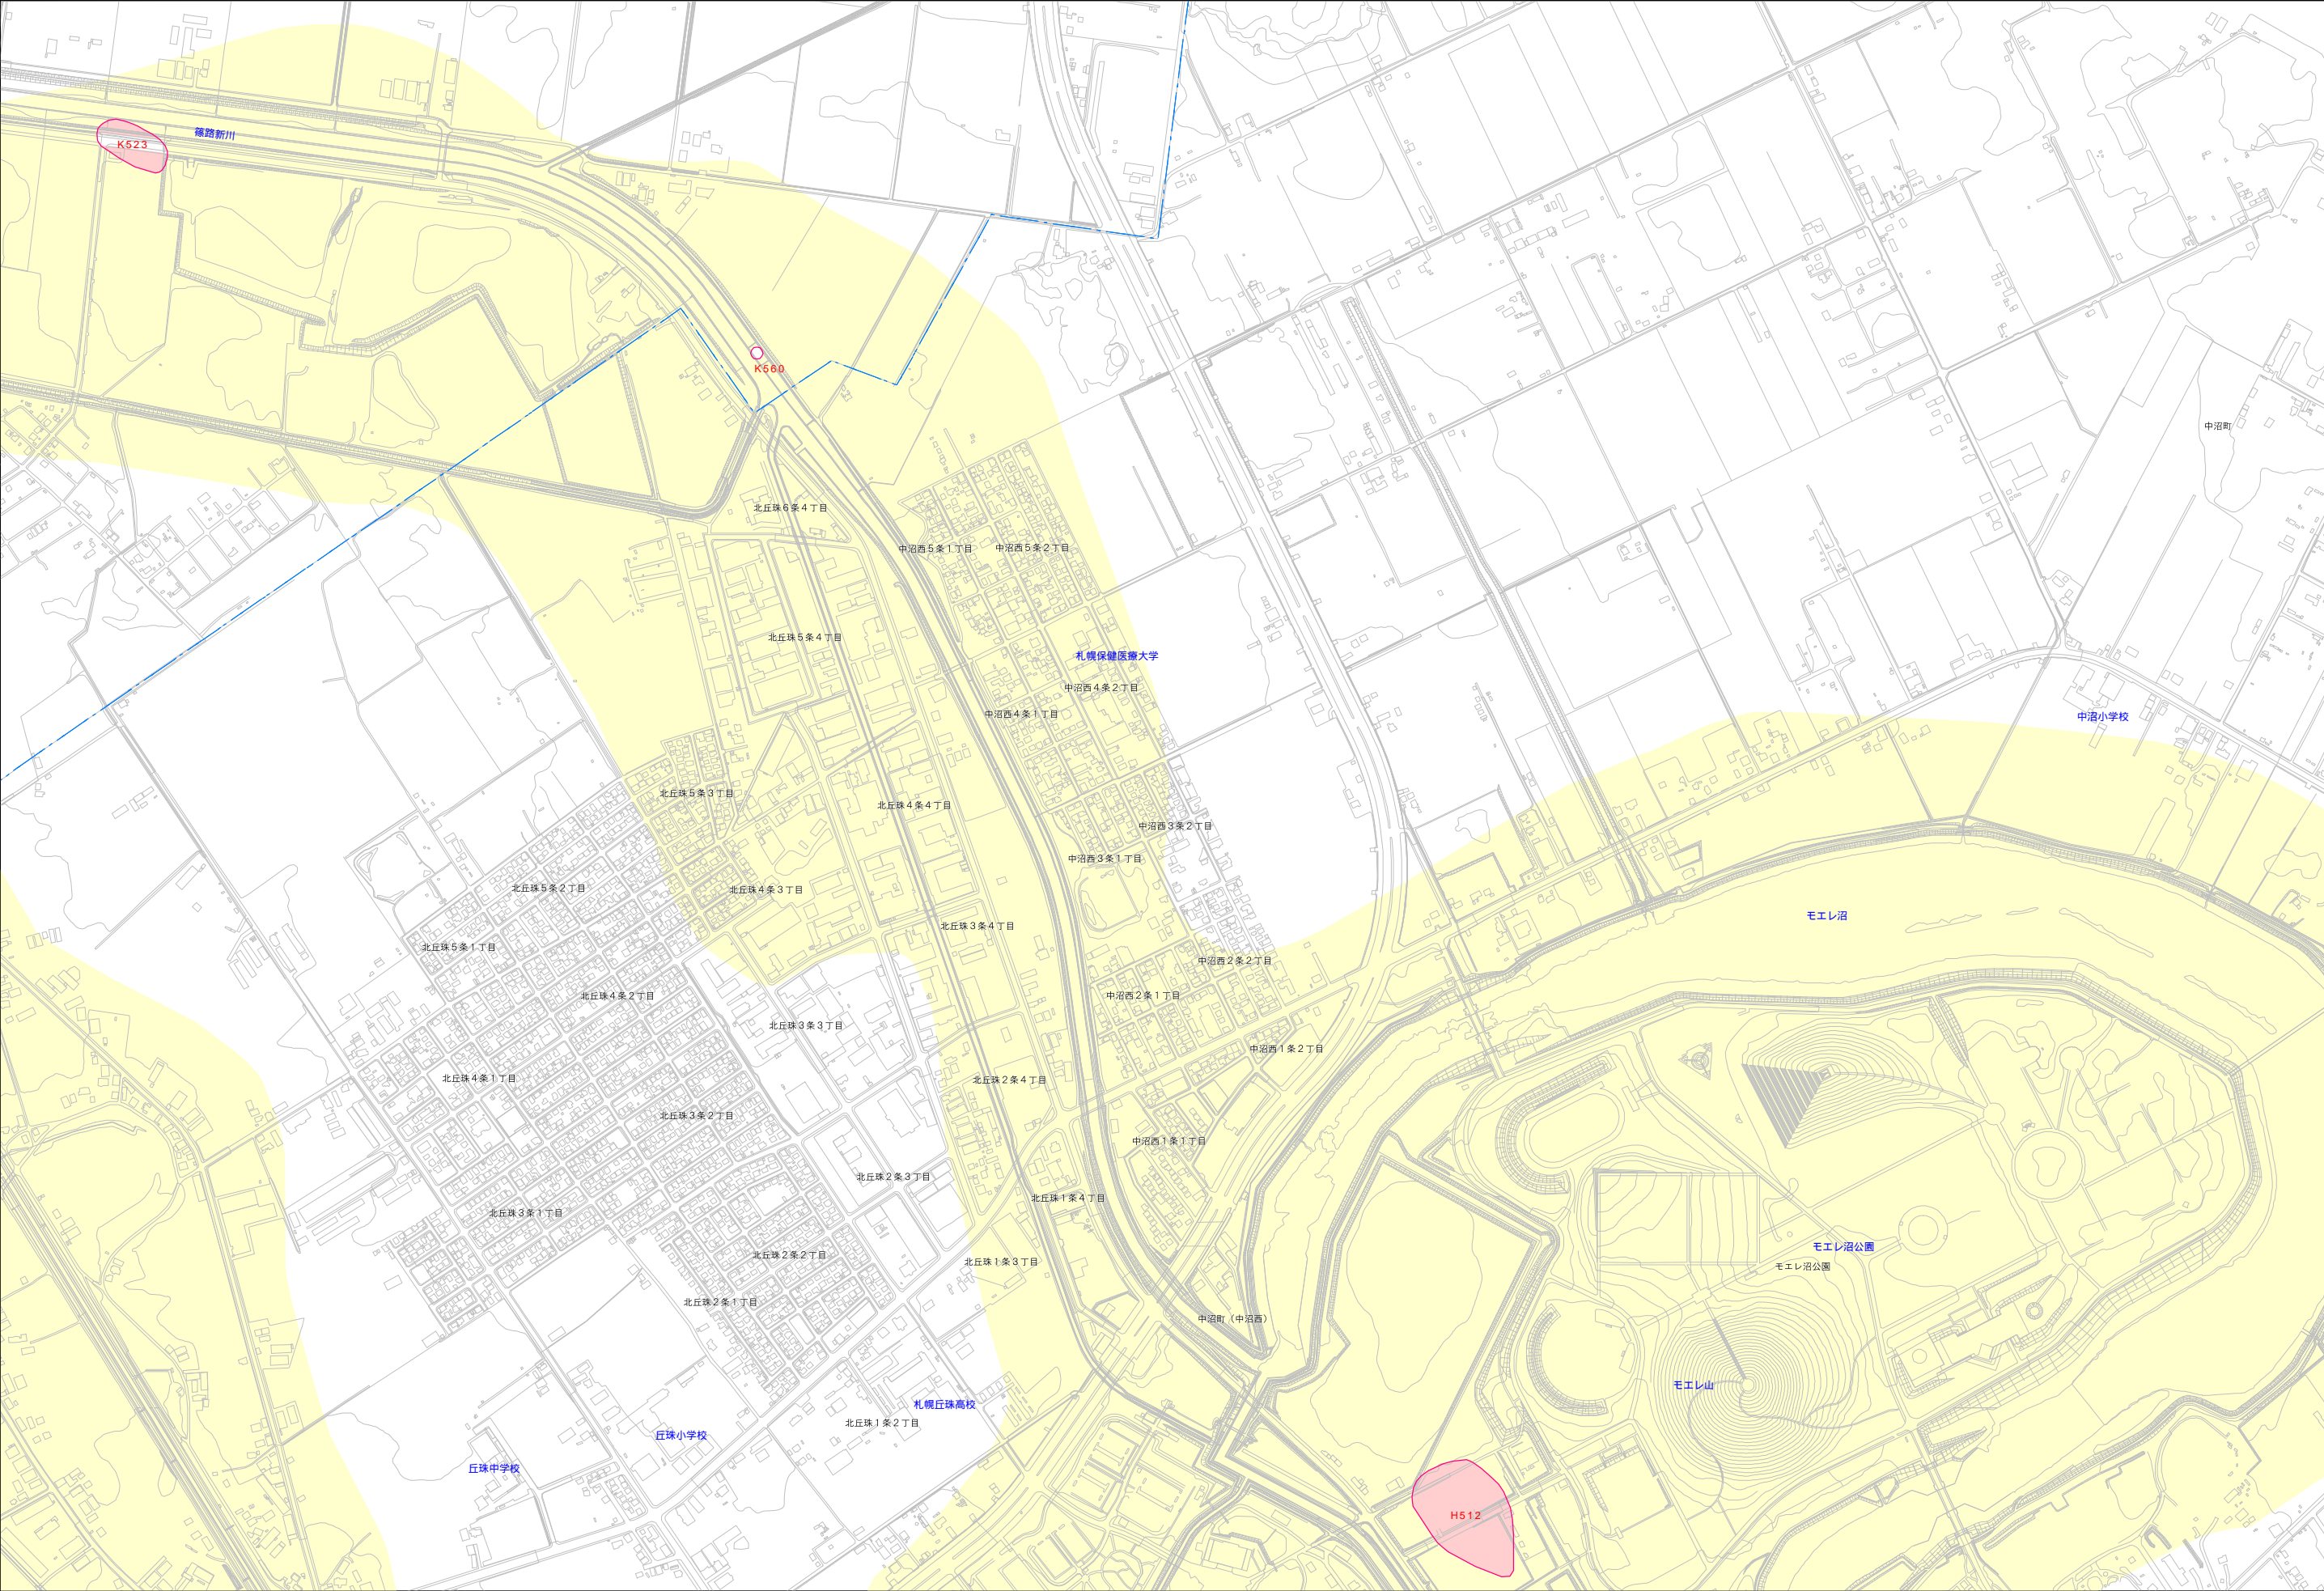 篠路新川
K523
K560
中沼町
北丘珠６条４丁目
中沼西５条１丁目
中沼西５条２丁目
北丘珠５条４丁目
札幌保健医療大学
中沼西４条２丁目
中沼西４条１丁目
中沼小学校
北丘珠５条３丁目
北丘珠４条４丁目
中沼西３条２丁目
中沼西３条１丁目
北丘珠５条２丁目
北丘珠４条３丁目
モエレ沼
北丘珠３条４丁目
北丘珠５条１丁目
中沼西２条２丁目
北丘珠４条２丁目
中沼西２条１丁目
北丘珠３条３丁目
中沼西１条２丁目
北丘珠４条１丁目
北丘珠２条４丁目
北丘珠３条２丁目
中沼西１条１丁目
北丘珠２条３丁目
北丘珠１条４丁目
北丘珠３条１丁目
モエレ沼公園
北丘珠２条２丁目
北丘珠１条３丁目
モエレ沼公園
北丘珠２条１丁目
中沼町（中沼西）
モエレ山
札幌丘珠高校
北丘珠１条２丁目
丘珠小学校
丘珠中学校
H512